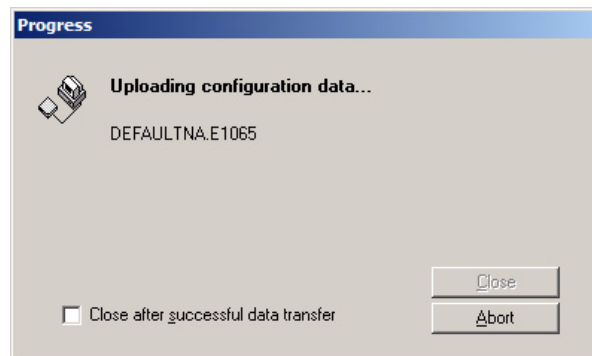 Progress
Uploading configuration data...
DEFAULTNA.E1065
Close
Close after successful data transfer
Abort